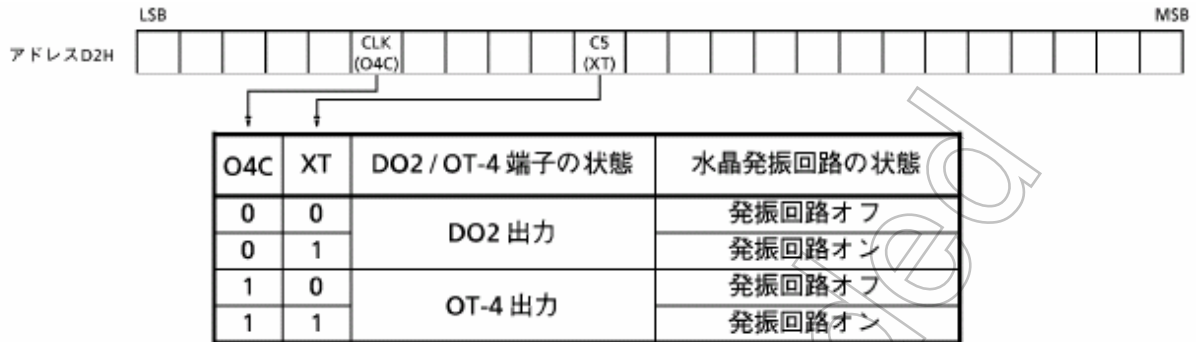 LSB MSB
アドレスD2H CLK (O4C) C5 (XT)
O4C XT DO2 / OT-4 端子の状態 水晶発振回路の状態
0 0 DO2 出力 発振回路オフ
0 1 発振回路オン
1 0 OT-4 出力 発振回路オフ
1 1 発振回路オン
ded